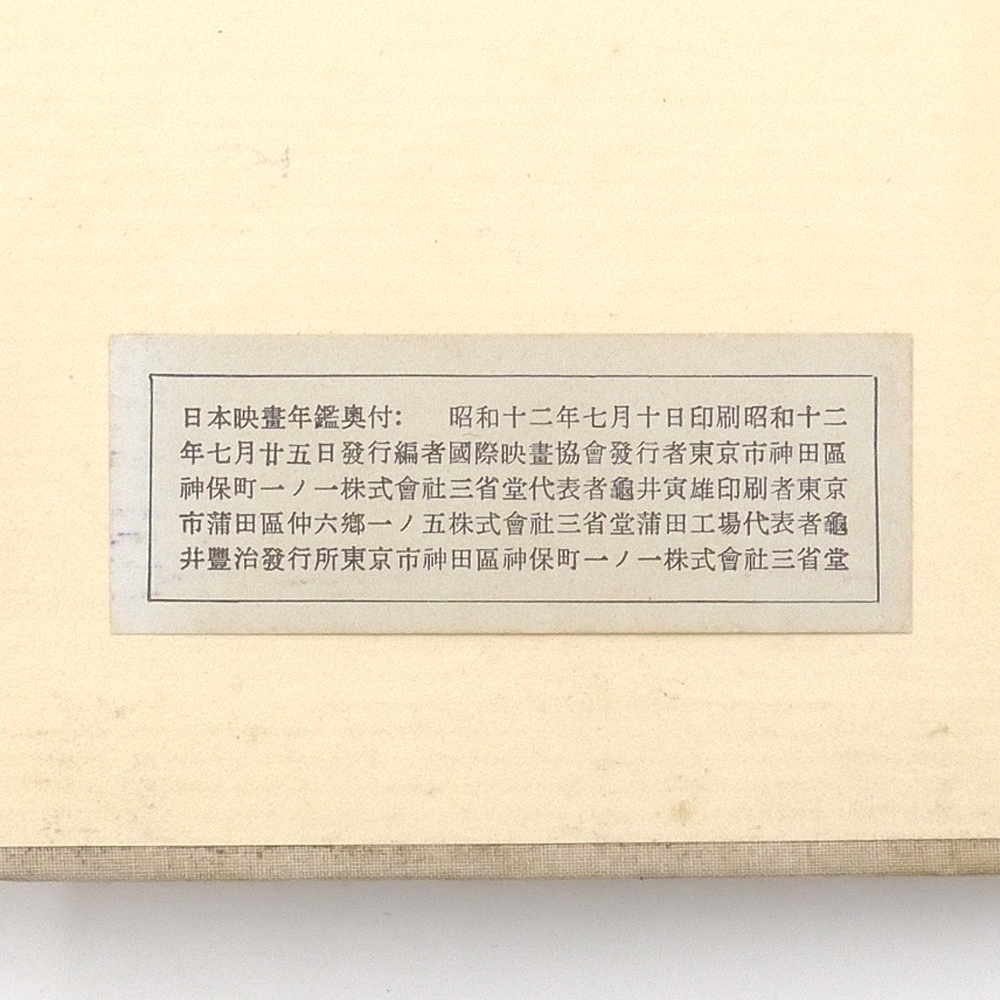 日本映畫年鑑奥付:　昭和十二年七月十日印刷昭和十二
年七月廿五日發行編者國際映畫協會發行者東京市神田區
神保町一ノ一株式會社三省堂代表者龜井寅雄印刷者東京
市蒲田區仲六鄕一ノ五株式會社三省堂蒲田工場代表者龜
井豐治發行所東京市神田區神保町一ノ一株式會社三省堂